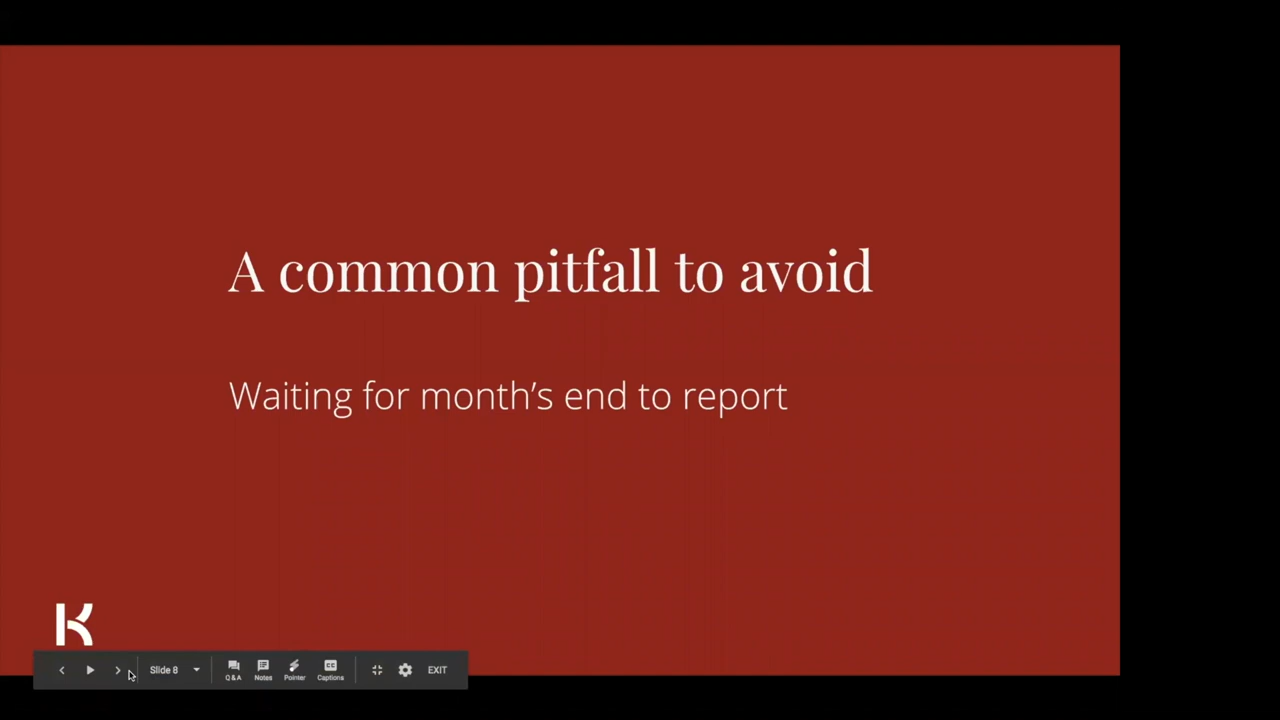 A common pitfall to avoid
Waiting for month's end to report
K
Slide 8
Q&A
Notes
Pointer
Captions
EXIT